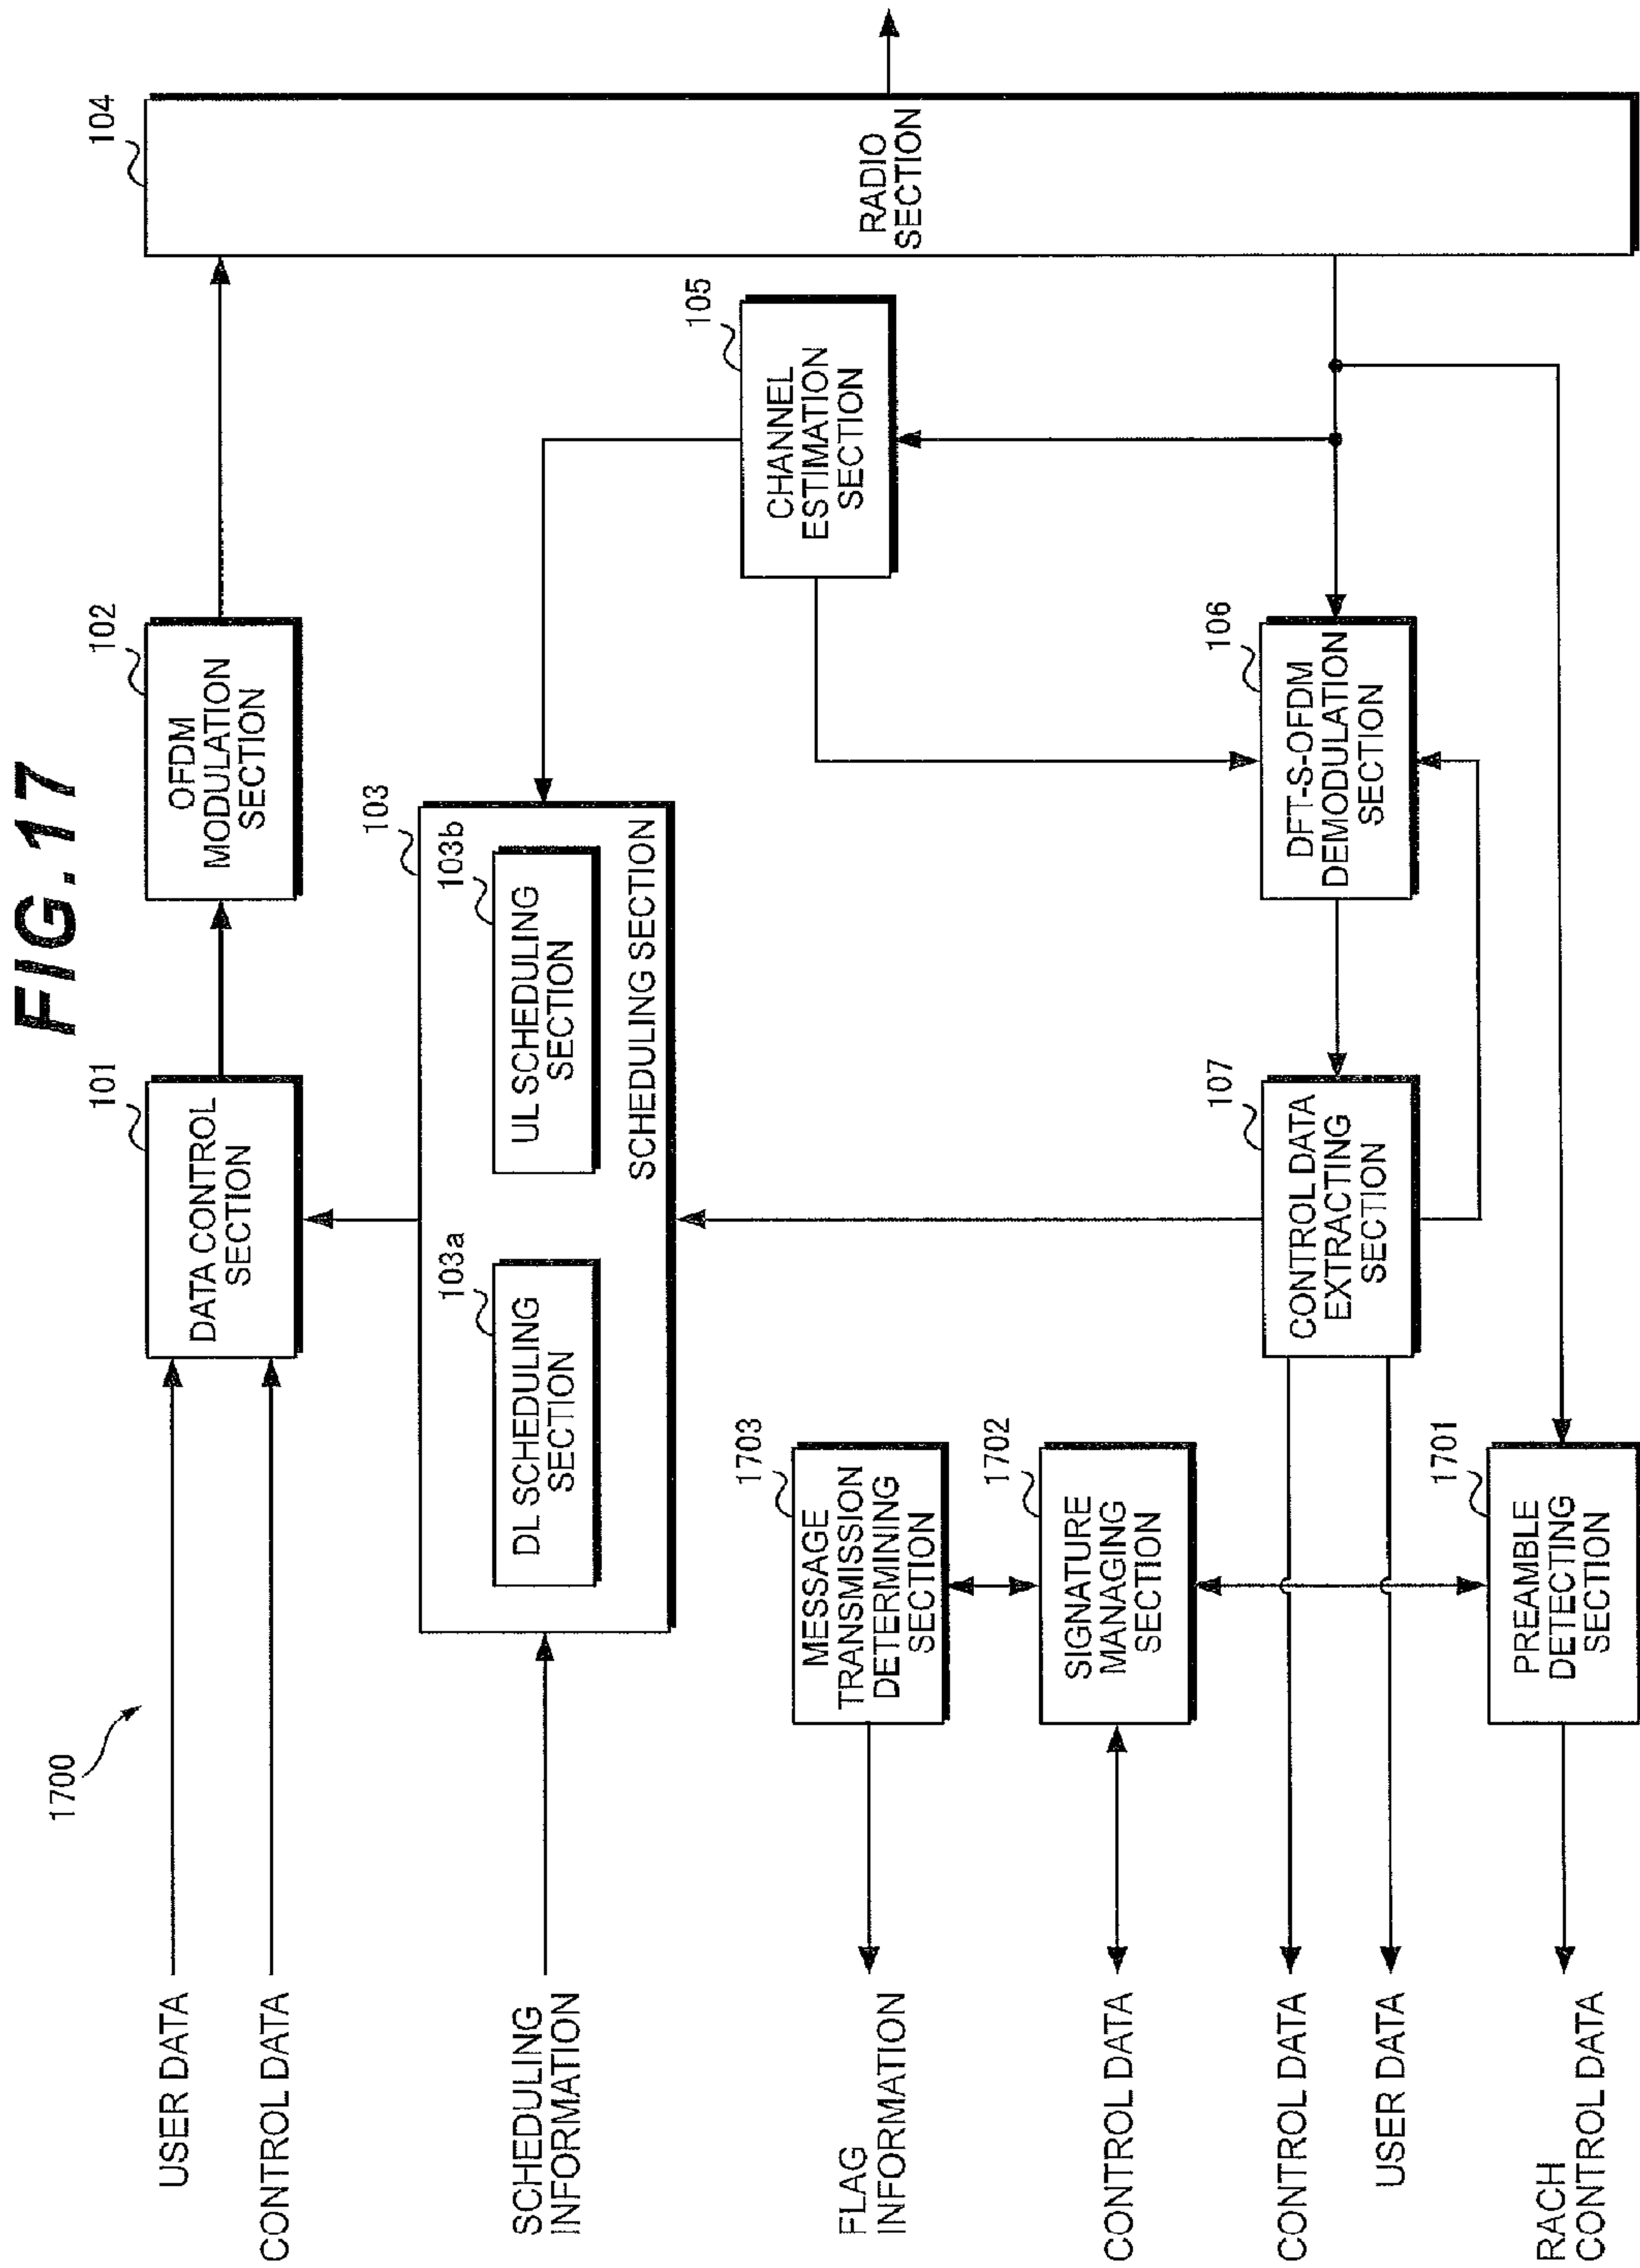 FIG.17
1700
USER DATA
CONTROL DATA
101
DATA CONTROL
SECTION
102
OFDM
MODULATION
SECTION
104
RADIO
SECTION
SCHEDULING
INFORMATION
103
103a
DL SCHEDULING
SECTION
103b
UL SCHEDULING
SECTION
SCHEDULING SECTION
105
CHANNEL
ESTIMATION
SECTION
FLAG
INFORMATION
1703
MESSAGE
TRANSMISSION
DETERMINING
SECTION
CONTROL DATA
1702
SIGNATURE
MANAGING
SECTION
CONTROL DATA
USER DATA
107
CONTROL DATA
EXTRACTING
SECTION
106
DFT-S-OFDM
DEMODULATION
SECTION
RACH
CONTROL DATA
1701
PREAMBLE
DETECTING
SECTION